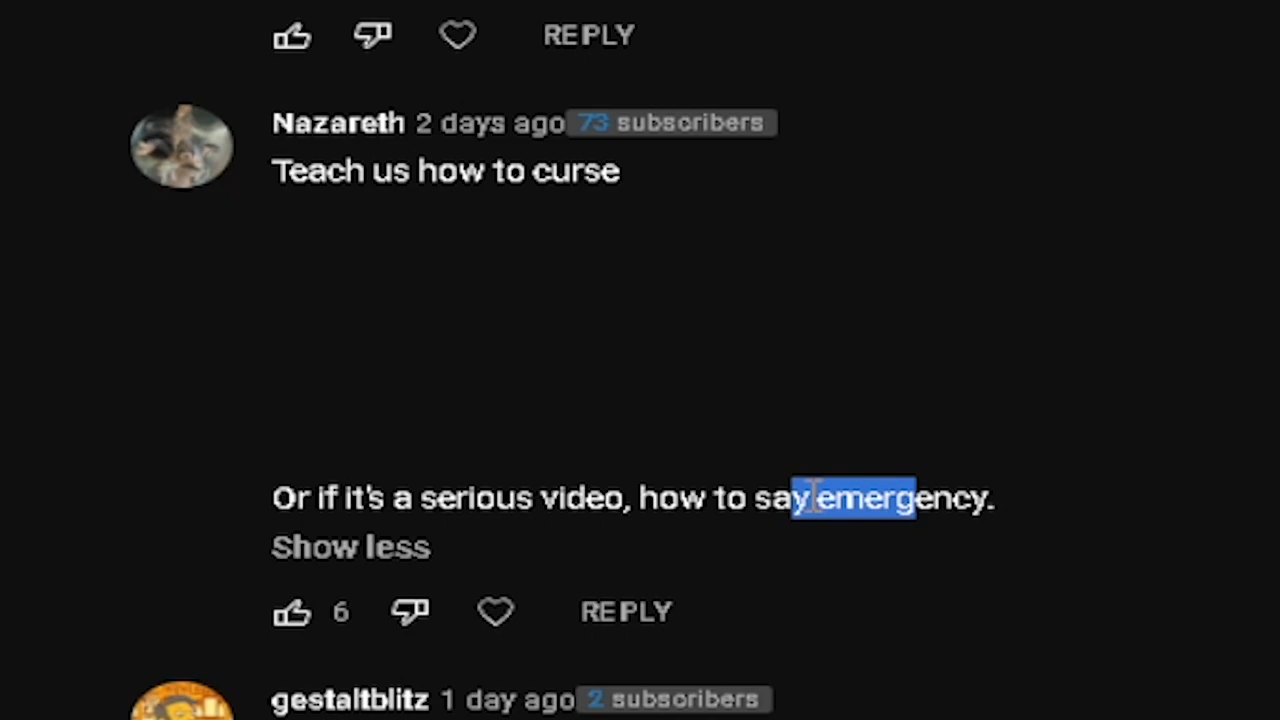 REPLY
Nazareth 2 days ago 73 subscribers
Teach us how to curse
Or if it's a serious video, how to say emergency.
Show less
6 REPLY
gestaltblitz 1 day ago 2 subscribers